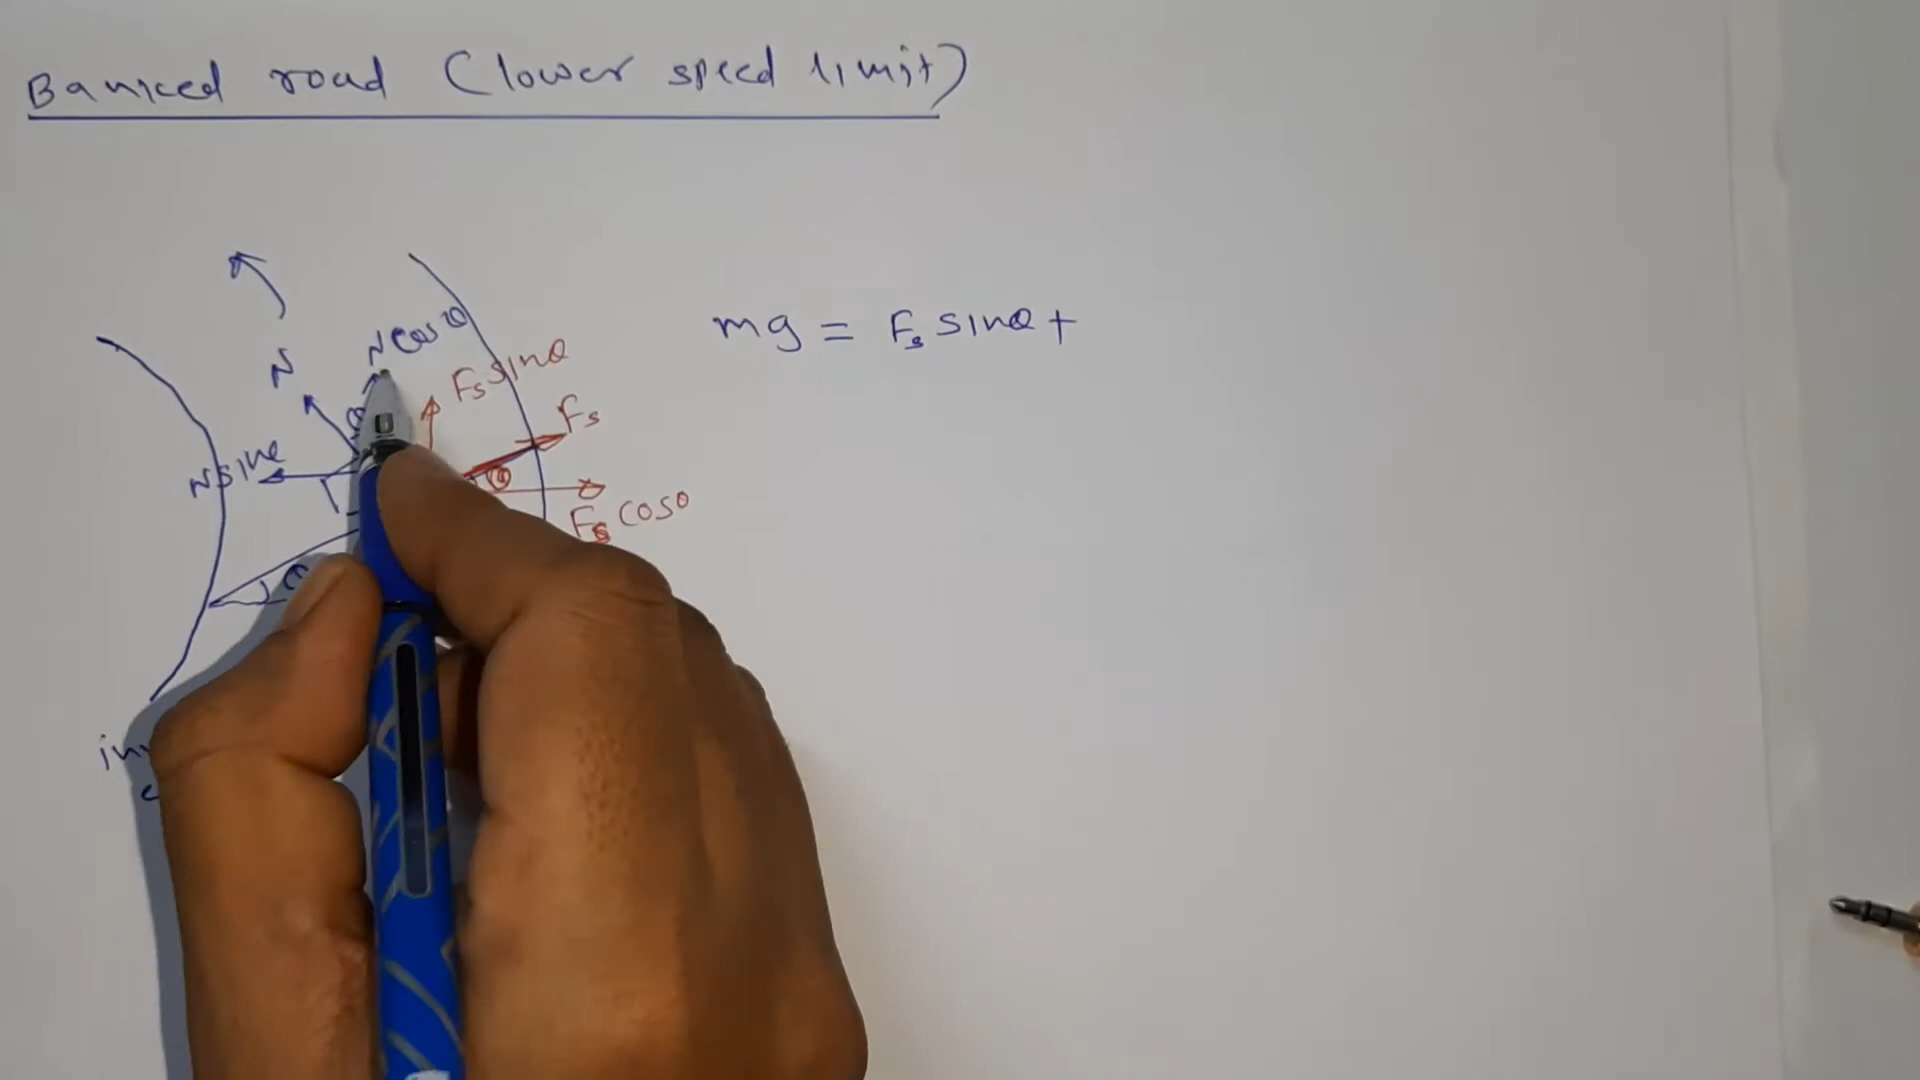 Banked road (lower speed limit)
N cosθ
mg = Fs sinθ +
N
Fs sinθ
Fs
N sinθ
θ
Fs cosθ